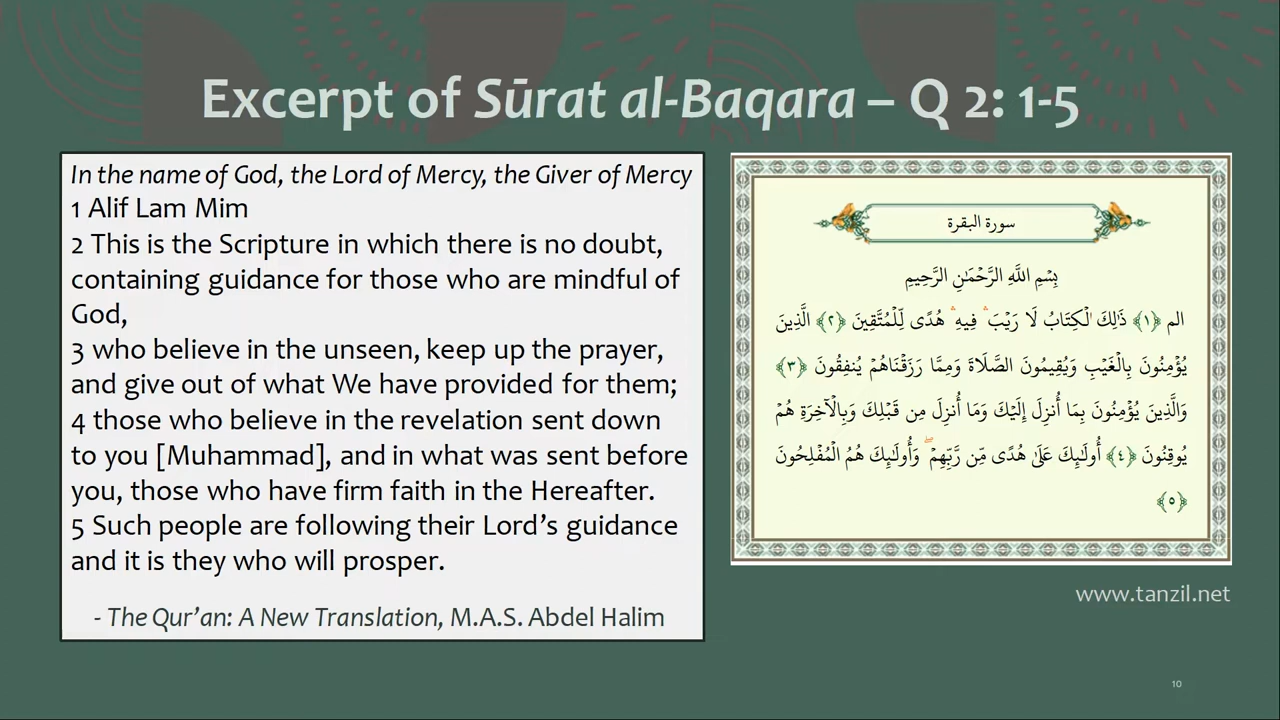 Excerpt of Sūrat al-Baqara – Q 2: 1-5
In the name of God, the Lord of Mercy, the Giver of Mercy
1 Alif Lam Mim
2 This is the Scripture in which there is no doubt,
containing guidance for those who are mindful of
God,
3 who believe in the unseen, keep up the prayer,
and give out of what We have provided for them;
4 those who believe in the revelation sent down
to you [Muhammad], and in what was sent before
you, those who have firm faith in the Hereafter.
5 Such people are following their Lord’s guidance
and it is they who will prosper.
- The Qur’an: A New Translation, M.A.S. Abdel Halim
سورة البقرة
بِسْمِ اللَّهِ الرَّحْمَٰنِ الرَّحِيمِ
الم ﴿١﴾ ذَٰلِكَ الْكِتَابُ لَا رَيْبَ ۛ فِيهِ ۛ هُدًى لِّلْمُتَّقِينَ ﴿٢﴾ الَّذِينَ
يُؤْمِنُونَ بِالْغَيْبِ وَيُقِيمُونَ الصَّلَاةَ وَمِمَّا رَزَقْنَاهُمْ يُنفِقُونَ ﴿٣﴾
وَالَّذِينَ يُؤْمِنُونَ بِمَا أُنزِلَ إِلَيْكَ وَمَا أُنزِلَ مِن قَبْلِكَ وَبِالْآخِرَةِ هُمْ
يُوقِنُونَ ﴿٤﴾ أُولَٰئِكَ عَلَىٰ هُدًى مِّن رَّبِّهِمْ ۖ وَأُولَٰئِكَ هُمُ الْمُفْلِحُونَ
﴿٥﴾
www.tanzil.net
10